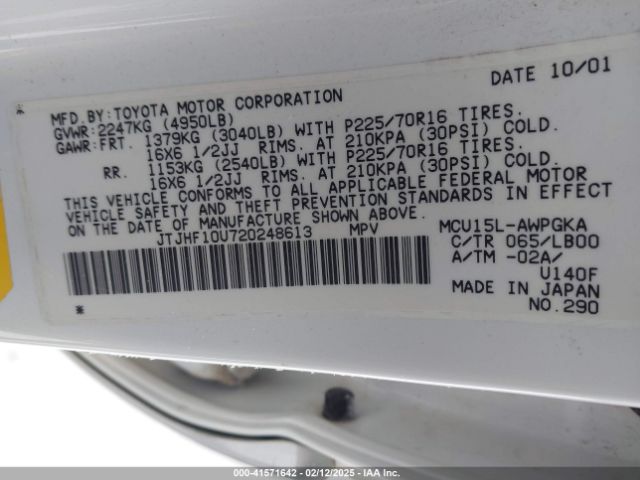 DATE 10/01
MFD.BY:TOYOTA MOTOR CORPORATION
GVWR:2247KG (4950LB)
GAWR:FRT. 1379KG (3040LB) WITH P225/70R16 TIRES.
16X6 1/2JJ RIMS. AT 210KPA (30PSI) COLD.
RR. 1153KG (2540LB) WITH P225/70R16 TIRES.
16X6 1/2JJ RIMS. AT 210KPA (30PSI) COLD.
THIS VEHICLE CONFORMS TO ALL APPLICABLE FEDERAL MOTOR
VEHICLE SAFETY AND THEFT PREVENTION STANDARDS IN EFFECT
ON THE DATE OF MANUFACTURE SHOWN ABOVE.
JTJHF10U720248613 MPV
MCU15L-AWPGKA
C/TR 065/LB00
A/TM -02A/
U140F
MADE IN JAPAN
NO.290
* *
000-41571642 - 02/12/2025 - IAA Inc.